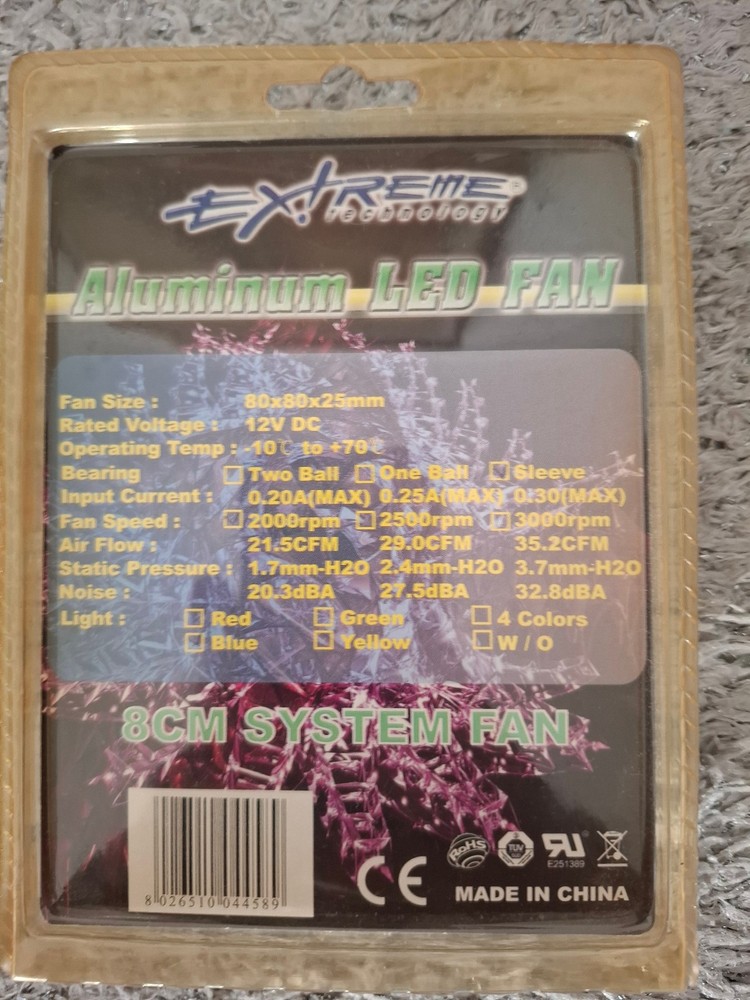 EXTREME®
technology
Aluminum LED FAN
Fan Size : 80x80x25mm
Rated Voltage : 12V DC
Operating Temp : -10℃ to +70℃
Bearing ☐ Two Ball ☐ One Ball ☐ Sleeve
Input Current : 0.20A(MAX) 0.25A(MAX) 0.30(MAX)
Fan Speed : ☐ 2000rpm ☐ 2500rpm ☐ 3000rpm
Air Flow : 21.5CFM 29.0CFM 35.2CFM
Static Pressure : 1.7mm-H2O 2.4mm-H2O 3.7mm-H2O
Noise : 20.3dBA 27.5dBA 32.8dBA
Light : ☐ Red ☐ Green ☐ 4 Colors
☐ Blue ☐ Yellow ☐ W / O
8CM SYSTEM FAN
8 026510 044589
CE
RoHS
TUV
RU
E251389
MADE IN CHINA